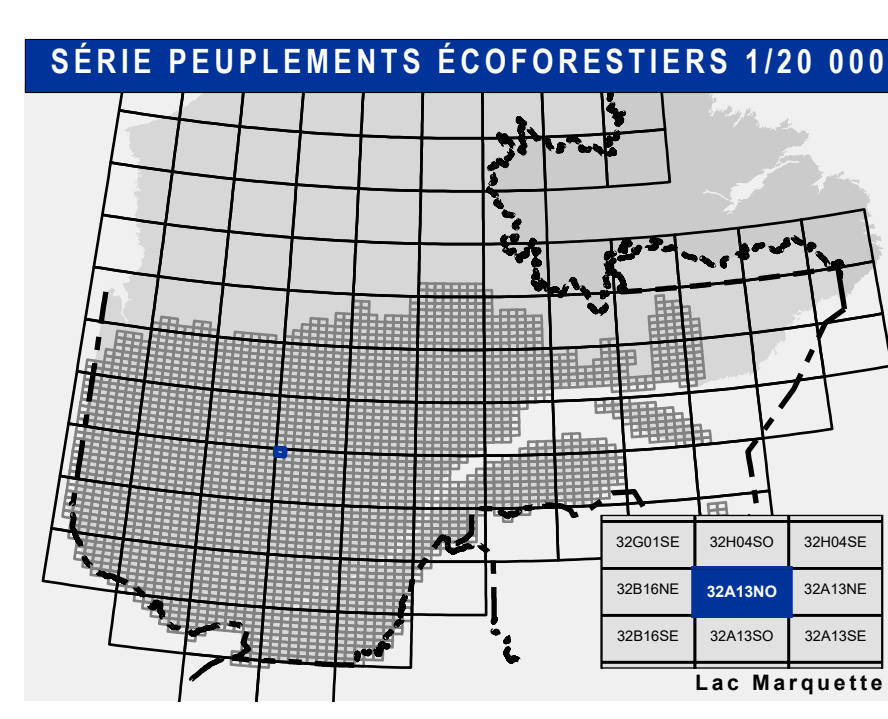 SÉRIE PEUPLEMENTS ÉCOFORESTIERS 1/20 000
32G01SE 32H04SO 32H04SE
32B16NE 32A13NO 32A13NE
32B16SE 32A13SO 32A13SE
Lac Marquette